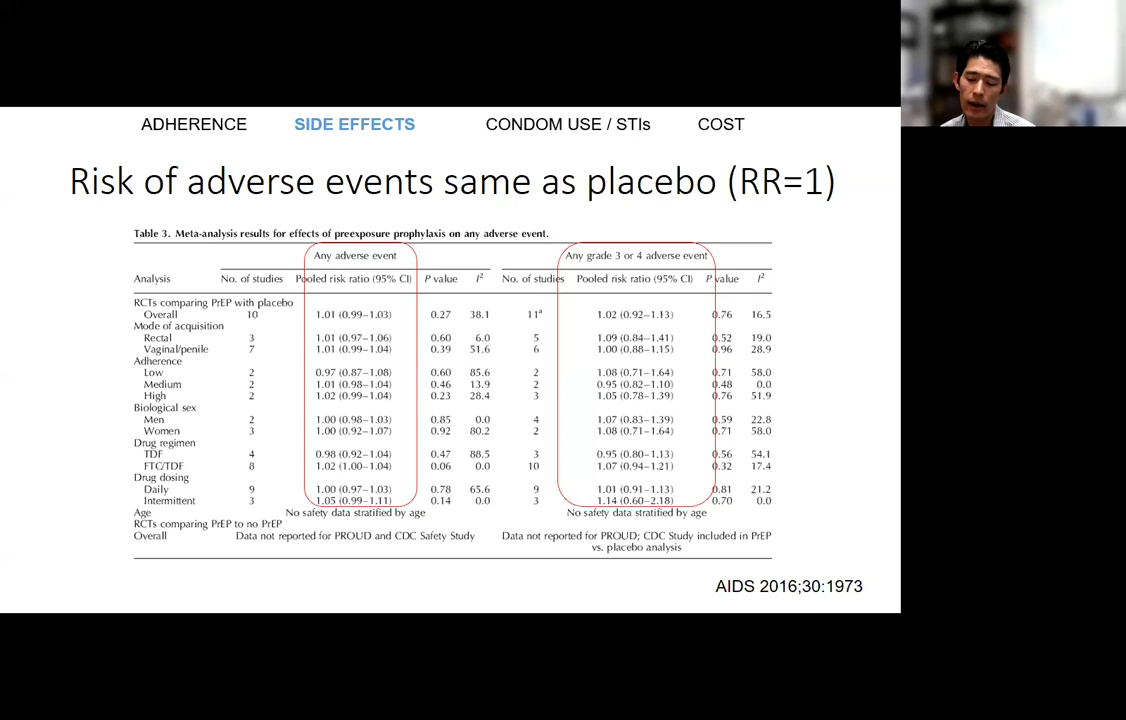 ADHERENCE SIDE EFFECTS CONDOM USE / STIs COST
Risk of adverse events same as placebo (RR=1)
Table 3. Meta-analysis results for effects of preexposure prophylaxis on any adverse event.
Any adverse event Any grade 3 or 4 adverse event
Analysis No. of studies Pooled risk ratio (95% CI) P value I² No. of studies Pooled risk ratio (95% CI) P value I²
RCTs comparing PrEP with placebo
Overall 10 1.01 (0.99–1.03) 0.27 38.1 11ᵃ 1.02 (0.92–1.13) 0.76 16.5
Mode of acquisition
Rectal 3 1.01 (0.97–1.06) 0.60 6.0 5 1.09 (0.84–1.41) 0.52 19.0
Vaginal/penile 7 1.01 (0.99–1.04) 0.39 51.6 6 1.00 (0.88–1.15) 0.96 28.9
Adherence
Low 2 0.97 (0.87–1.08) 0.60 85.6 2 1.08 (0.71–1.64) 0.71 58.0
Medium 2 1.01 (0.98–1.04) 0.46 13.9 2 0.95 (0.82–1.10) 0.48 0.0
High 2 1.02 (0.99–1.04) 0.23 28.4 3 1.05 (0.78–1.39) 0.76 51.9
Biological sex
Men 2 1.00 (0.98–1.03) 0.85 0.0 4 1.07 (0.83–1.39) 0.59 22.8
Women 3 1.00 (0.92–1.07) 0.92 80.2 2 1.08 (0.71–1.64) 0.71 58.0
Drug regimen
TDF 4 0.98 (0.92–1.04) 0.47 88.5 3 0.95 (0.80–1.13) 0.56 54.1
FTC/TDF 8 1.02 (1.00–1.04) 0.06 0.0 10 1.07 (0.94–1.21) 0.32 17.4
Drug dosing
Daily 9 1.00 (0.97–1.03) 0.78 65.6 9 1.01 (0.91–1.13) 0.81 21.2
Intermittent 3 1.05 (0.99–1.11) 0.14 0.0 3 1.14 (0.60–2.18) 0.70 0.0
Age No safety data stratified by age No safety data stratified by age
RCTs comparing PrEP to no PrEP
Overall Data not reported for PROUD and CDC Safety Study Data not reported for PROUD; CDC Study included in PrEP
vs. placebo analysis
AIDS 2016;30:1973